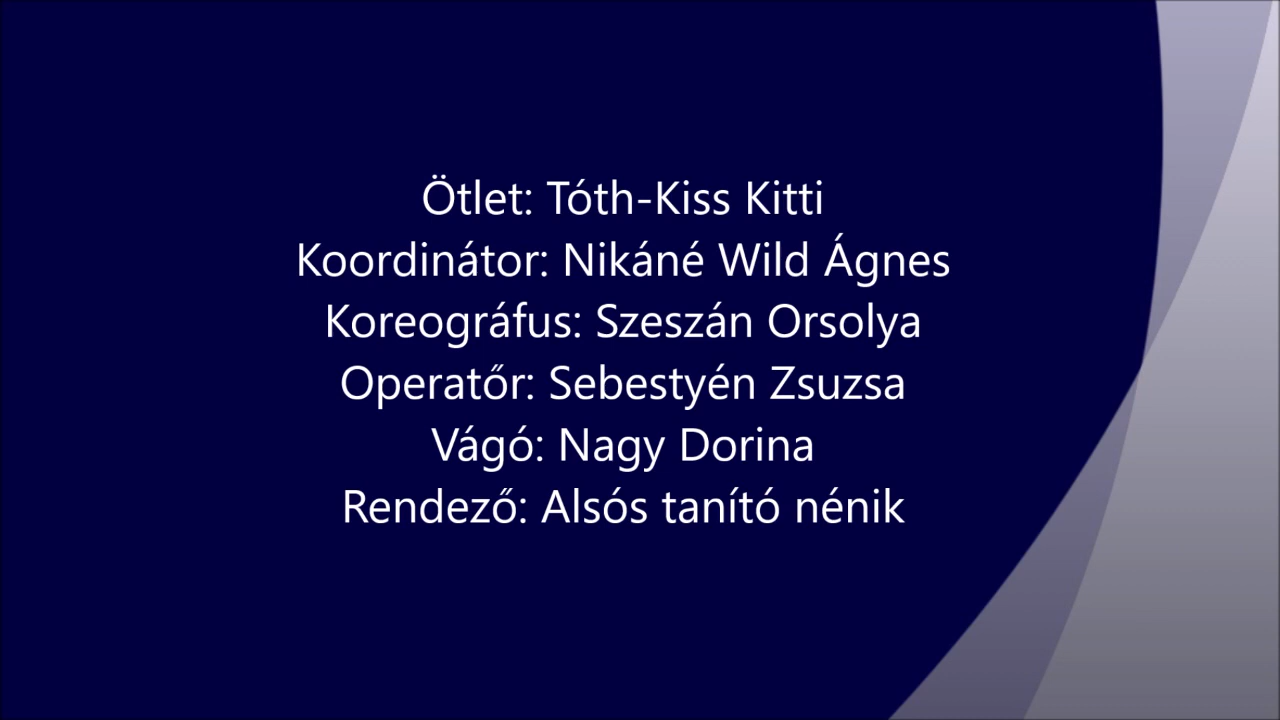 Ötlet: Tóth-Kiss Kitti
Koordinátor: Nikáné Wild Ágnes
Koreográfus: Szeszán Orsolya
Operatőr: Sebestyén Zsuzsa
Vágó: Nagy Dorina
Rendező: Alsós tanító nénik